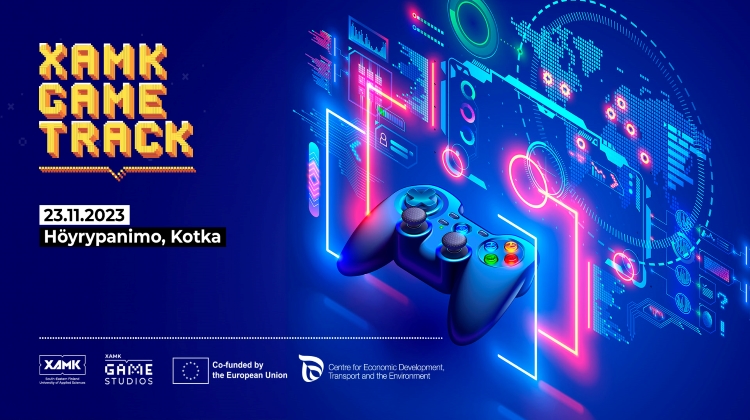 XAMK
GAME
TRACK
23.11.2023
Höyrypanimo, Kotka
XAMK
South-Eastern Finland
University of Applied Sciences
XAMK
GAME
STUDIOS
Co-funded by
the European Union
Centre for Economic Development,
Transport and the Environment